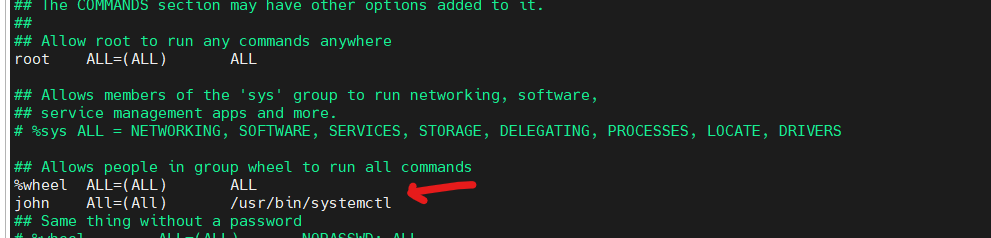 ## The COMMANDS section may have other options added to it.
##
## Allow root to run any commands anywhere
root    ALL=(ALL)       ALL

## Allows members of the 'sys' group to run networking, software,
## service management apps and more.
# %sys ALL = NETWORKING, SOFTWARE, SERVICES, STORAGE, DELEGATING, PROCESSES, LOCATE, DRIVERS

## Allows people in group wheel to run all commands
%wheel  ALL=(ALL)       ALL
john    All=(All)       /usr/bin/systemctl
## Same thing without a password
# %wheel        ALL=(ALL)       NOPASSWD: ALL